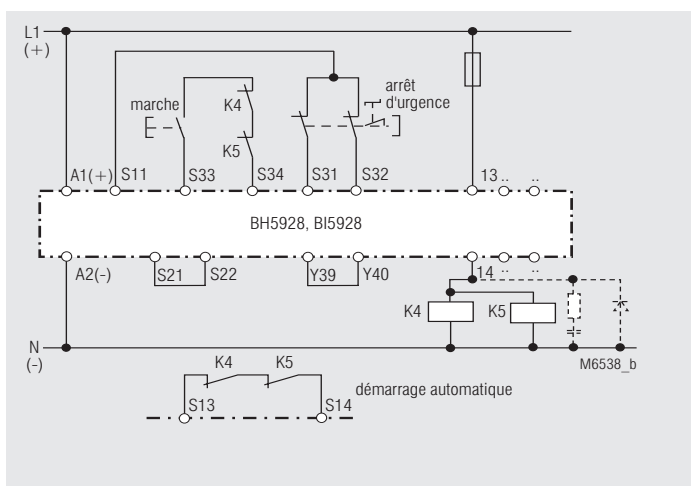 L1
(+)
marche
K4
K5
arrêt
d'urgence
A1(+)
S11
S33
S34
S31
S32
13
..
..
BH5928, BI5928
A2(-)
S21
S22
Y39
Y40
14
..
..
K4
K5
N
(-)
M6538_b
K4
K5
démarrage automatique
S13
S14